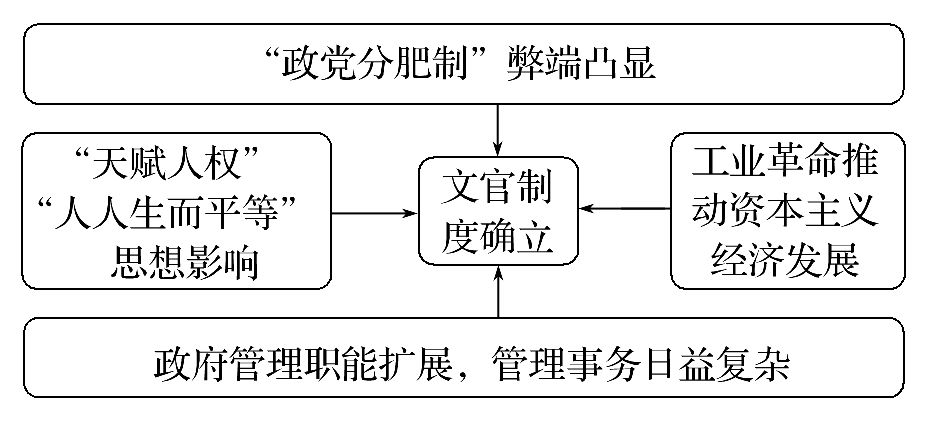 “政党分肥制”弊端凸显
“天赋人权”
“人人生而平等”
思想影响
文官制
度确立
工业革命推
动资本主义
经济发展
政府管理职能扩展，管理事务日益复杂